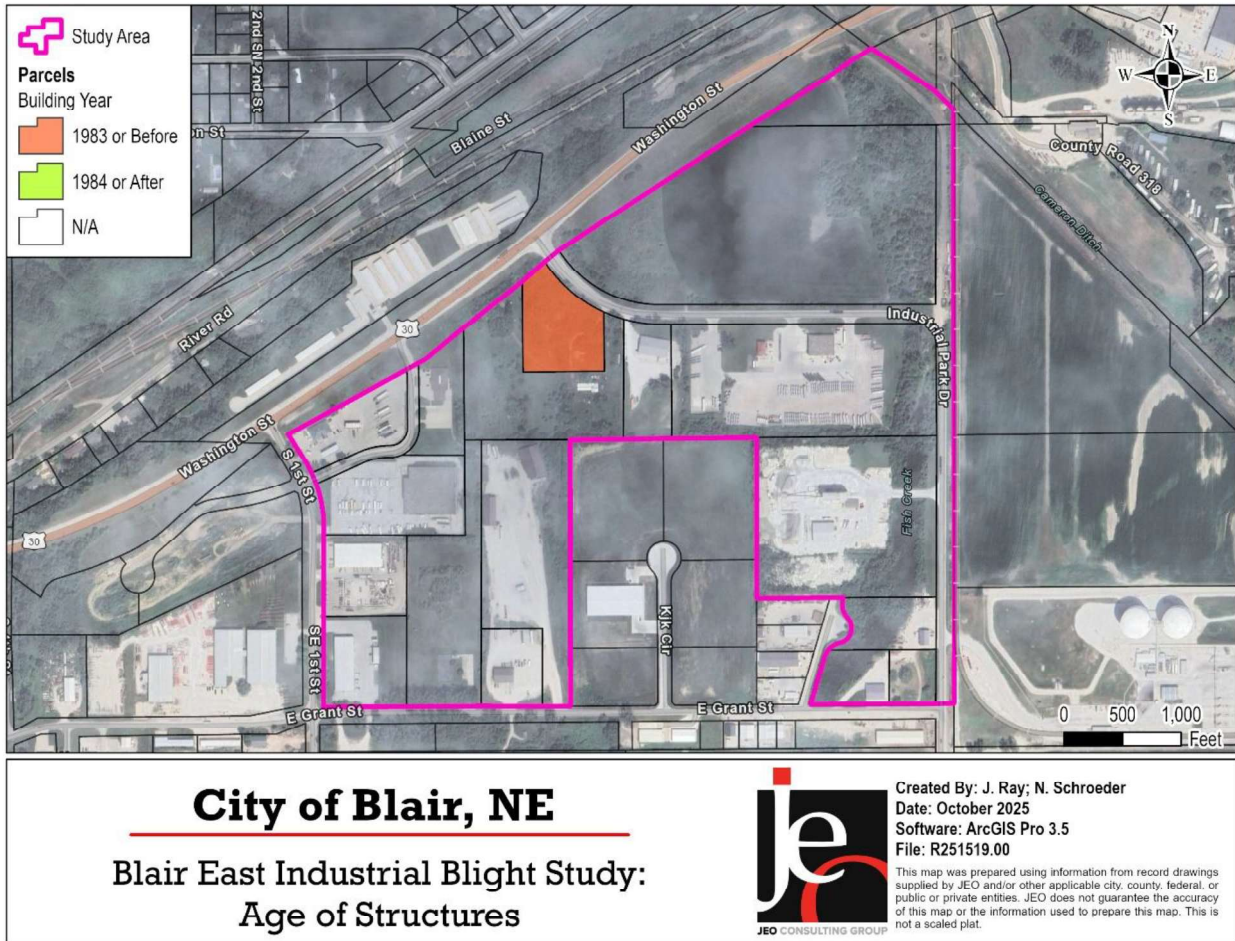 Study Area
Parcels
Building Year
1983 or Before
1984 or After
N/A
2nd St
N 2nd St
on St
Blaine St
Washington St
N
W
E
S
County Road 318
Cameron Ditch
River Rd
30
Industrial Park Dr
Washington St
S 1st St
30
Fish Creek
Kjk Cir
SE 1st St
E Grant St
E Grant St
0 500 1,000
Feet
City of Blair, NE
Blair East Industrial Blight Study:
Age of Structures
jeo
JEO CONSULTING GROUP
Created By: J. Ray; N. Schroeder
Date: October 2025
Software: ArcGIS Pro 3.5
File: R251519.00
This map was prepared using information from record drawings
supplied by JEO and/or other applicable city, county, federal, or
public or private entities. JEO does not guarantee the accuracy
of this map or the information used to prepare this map. This is
not a scaled plat.